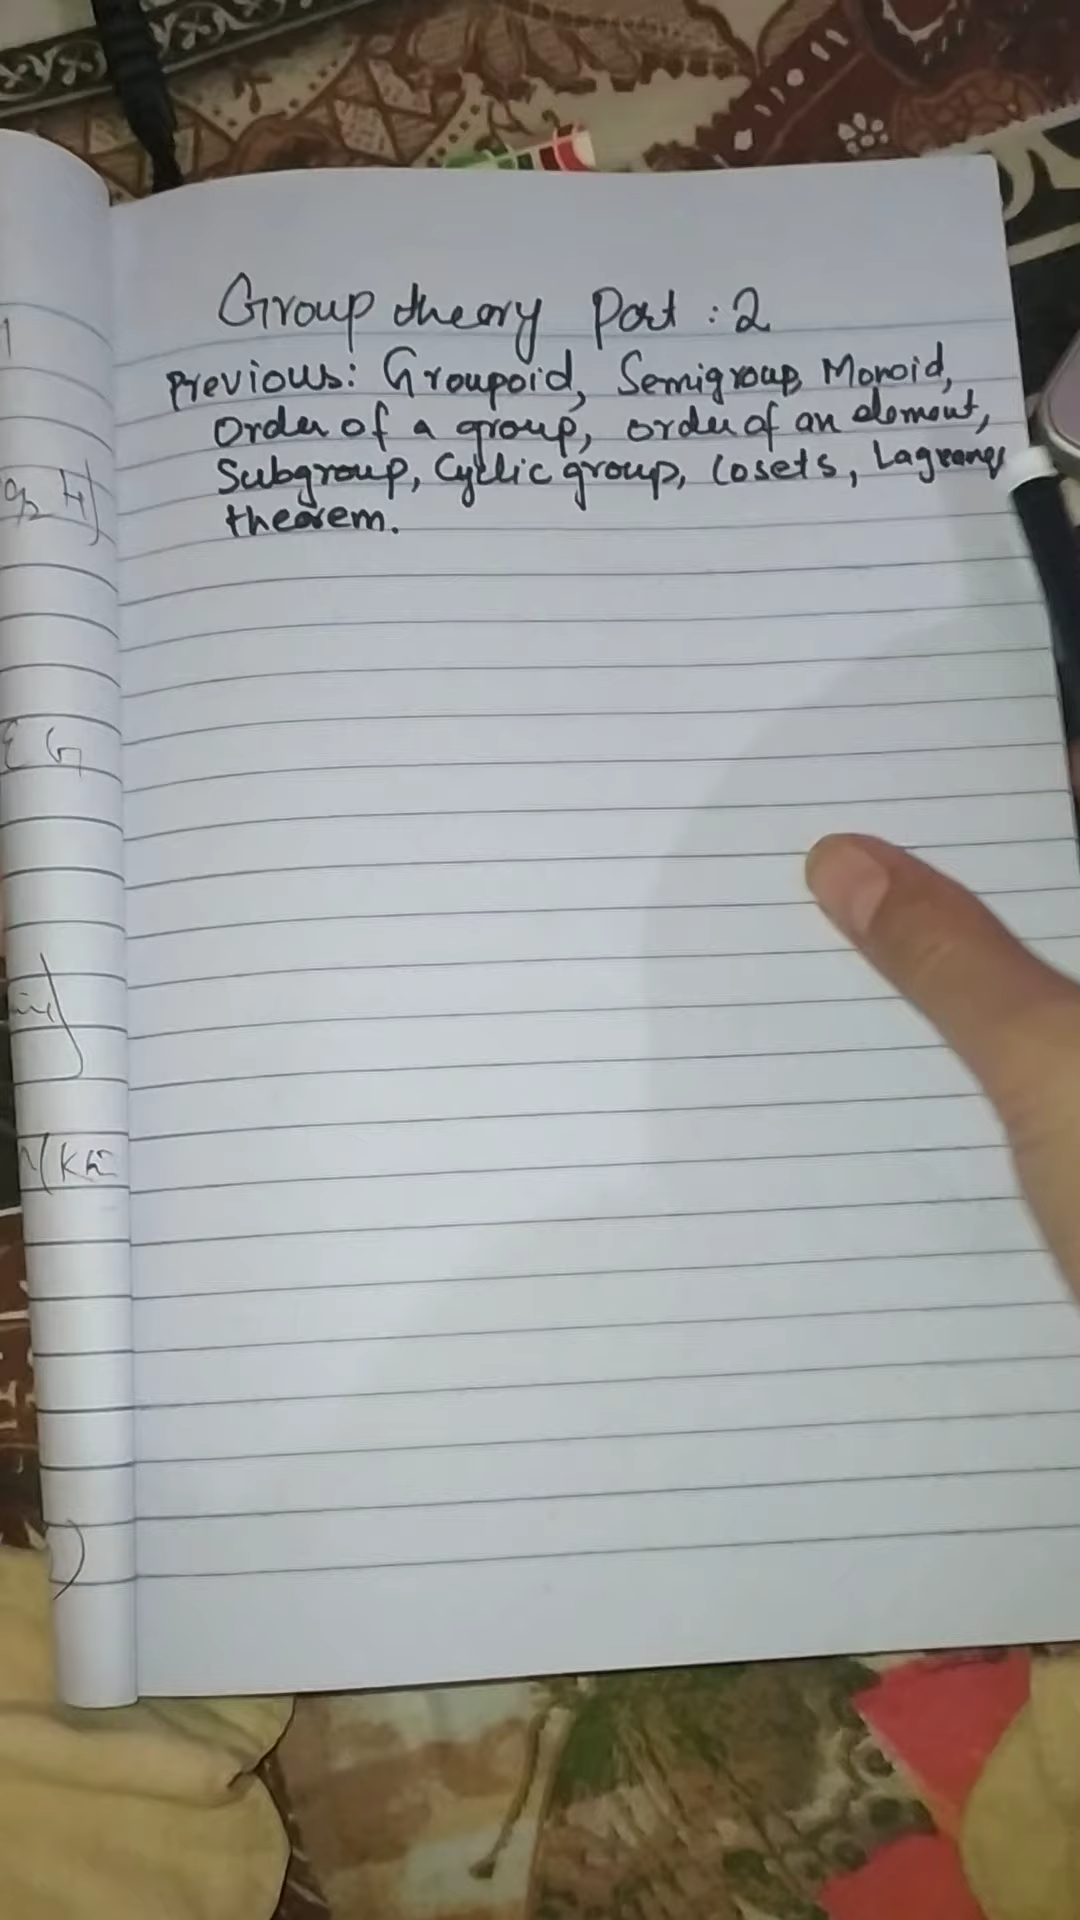 Group theory Part : 2
Previous: Groupoid, Semigroup, Monoid,
Order of a group, order of an element,
Subgroup, Cyclic group, Cosets, Lagranges
theorem.
H)
E G